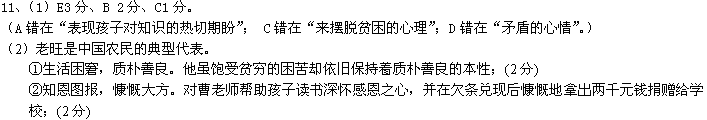 11、（1）E3分、B 2分、C1分。
（A错在“表现孩子对知识的热切期盼”； C错在“来摆脱贫困的心理”；D错在“矛盾的心情”。）
（2）老旺是中国农民的典型代表。
①生活困窘，质朴善良。他虽饱受贫穷的困苦却依旧保持着质朴善良的本性；（2分）
②知恩图报，慷慨大方。对曹老师帮助孩子读书深怀感恩之心，并在欠条兑现后慷慨地拿出两千元钱捐赠给学
校；（2分）